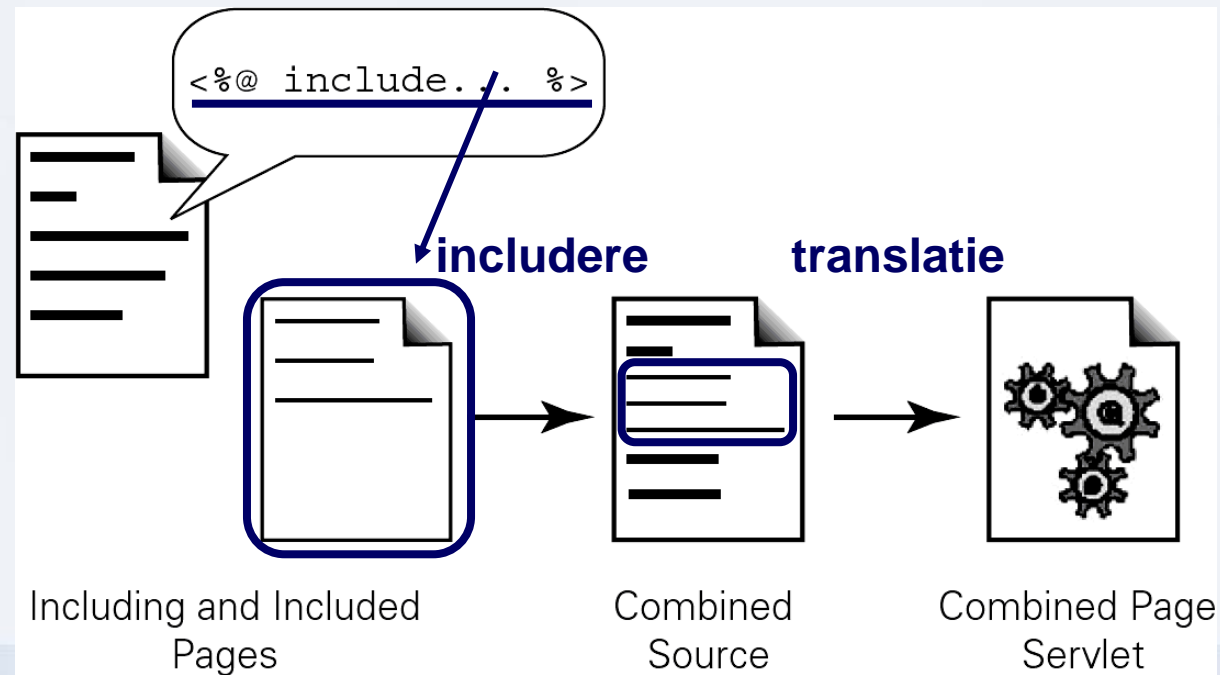 <%@ include... %>
includere
translatie
Including and Included
Pages
Combined
Source
Combined Page
Servlet